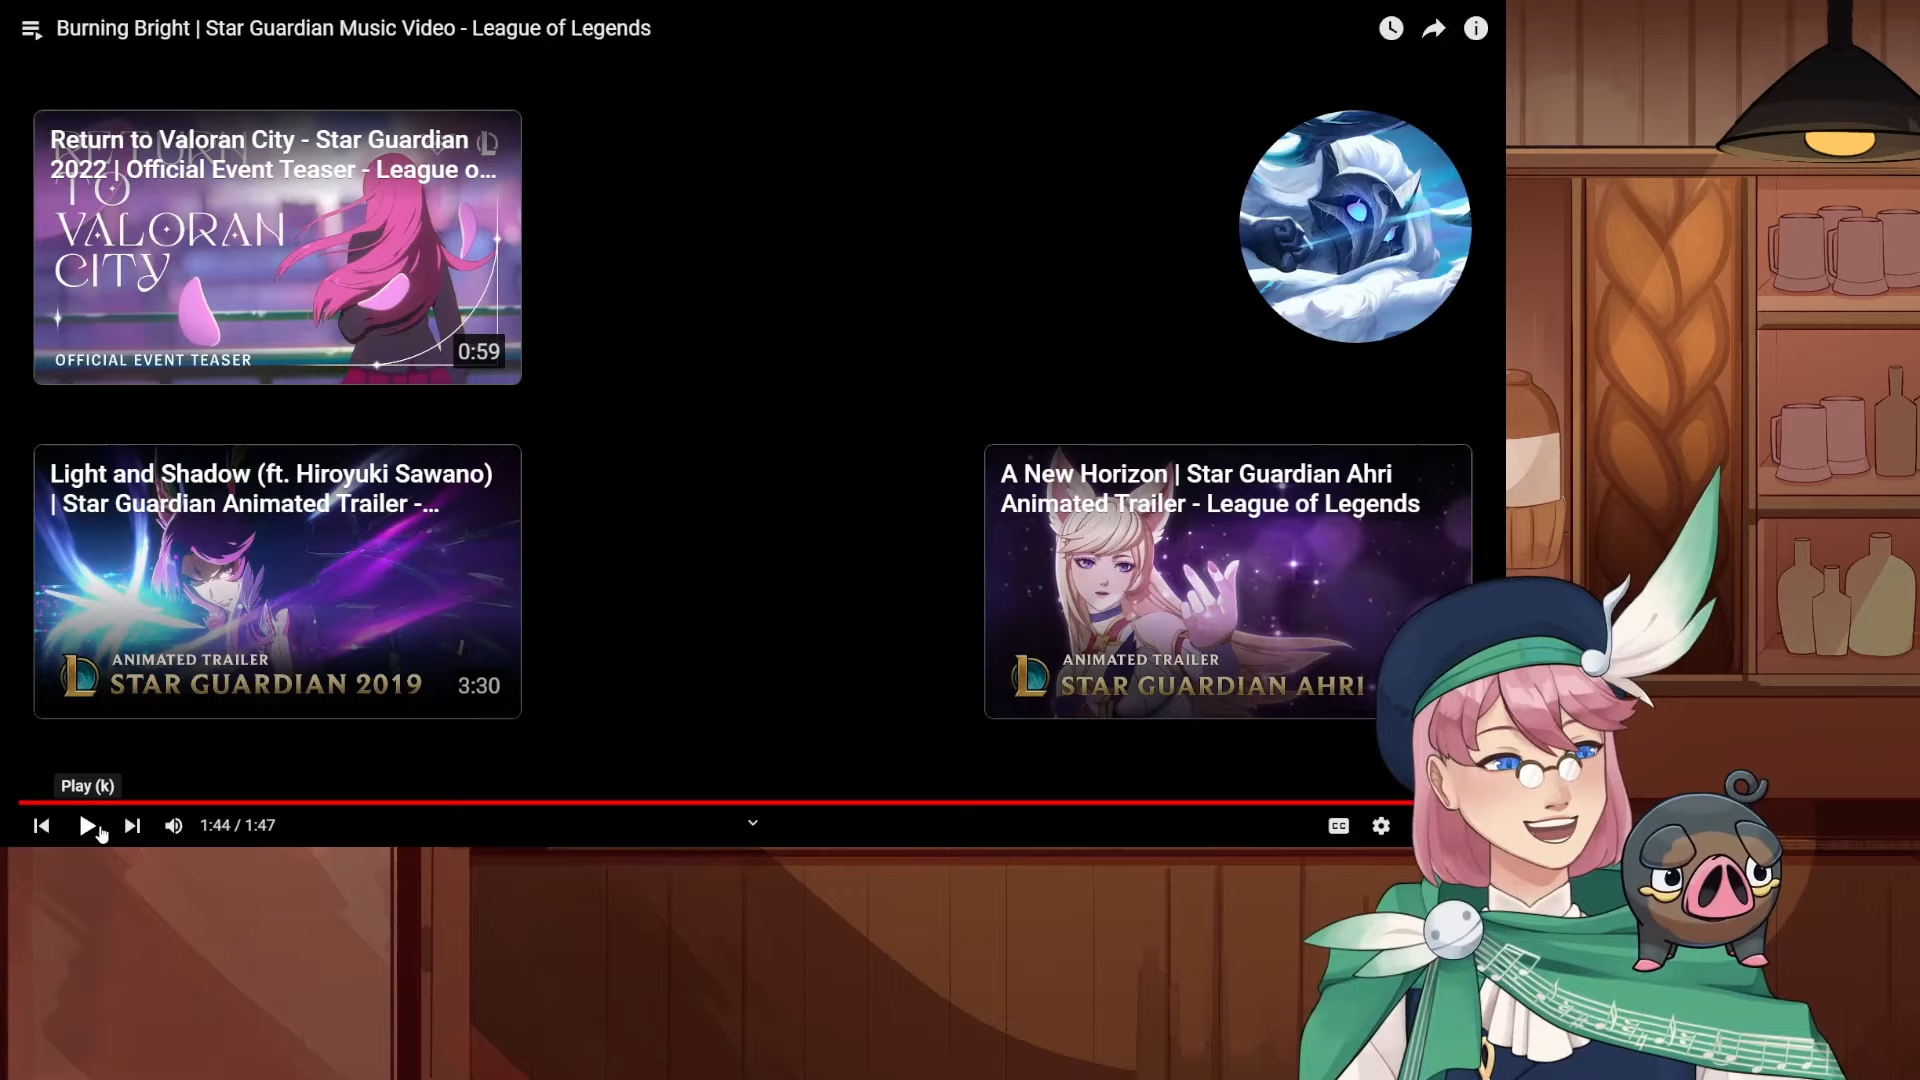 Burning Bright | Star Guardian Music Video - League of Legends
Return to Valoran City - Star Guardian
2022 | Official Event Teaser - League o...
RETURN
TO
VALORAN
CITY
OFFICIAL EVENT TEASER
0:59
Light and Shadow (ft. Hiroyuki Sawano)
| Star Guardian Animated Trailer -...
ANIMATED TRAILER
STAR GUARDIAN 2019
3:30
A New Horizon | Star Guardian Ahri
Animated Trailer - League of Legends
ANIMATED TRAILER
STAR GUARDIAN AHRI
Play (k)
1:44 / 1:47
CC